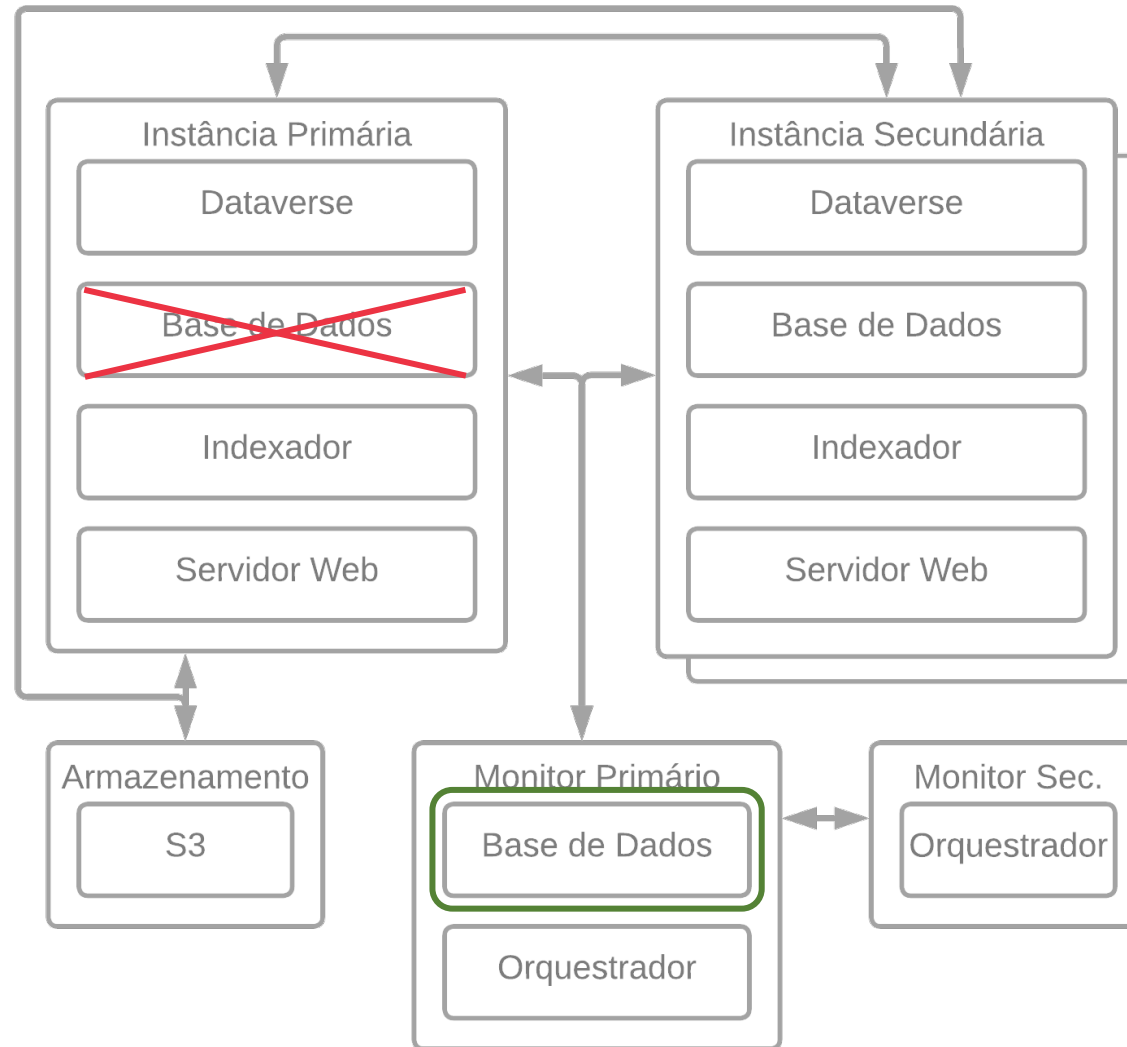 Instância Primária
Dataverse
Base de Dados
Indexador
Servidor Web
Instância Secundária
Dataverse
Base de Dados
Indexador
Servidor Web
Armazenamento
S3
Monitor Primário
Base de Dados
Orquestrador
Monitor Sec.
Orquestrador